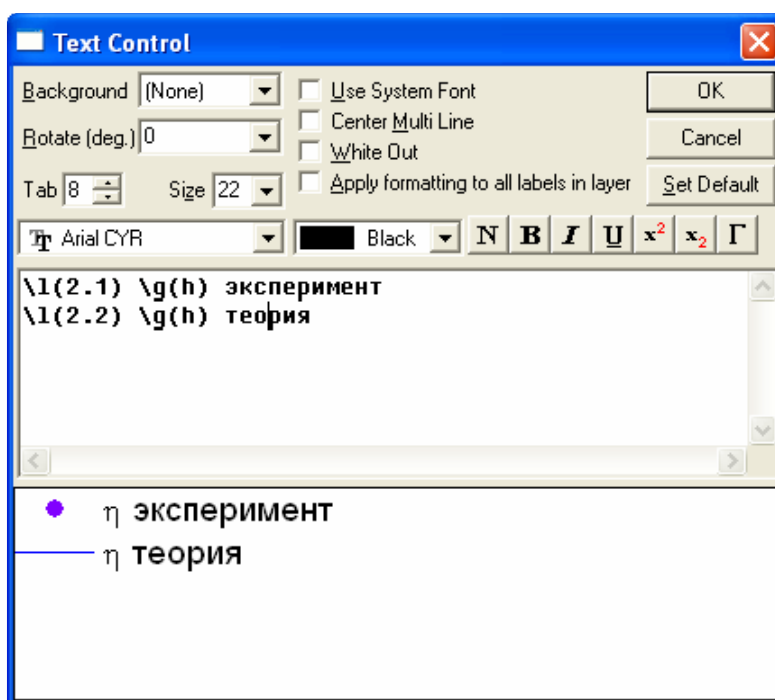 Text Control
Background (None) Use System Font OK
Center Multi Line
Rotate (deg.) 0 White Out Cancel
Tab 8 Size 22 Apply formatting to all labels in layer Set Default
Arial CYR Black N B I U x² x₂ Γ
\l(2.1) \g(h) эксперимент
\l(2.2) \g(h) теория
η эксперимент
η теория